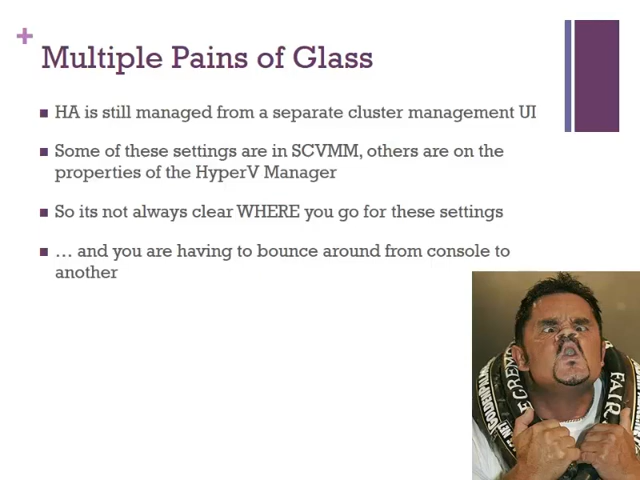 +
Multiple Pains of Glass
■ HA is still managed from a separate cluster management UI
■ Some of these settings are in SCVMM, others are on the
properties of the HyperV Manager
■ So its not always clear WHERE you go for these settings
■ … and you are having to bounce around from console to
another
FAIR